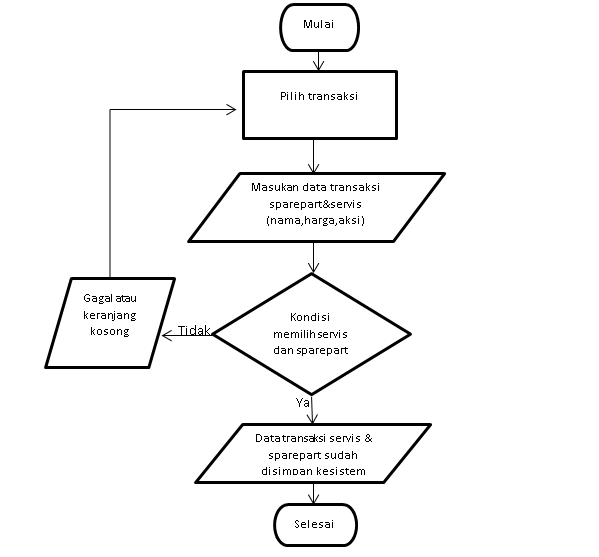 Mulai
Pilih transaksi
Masukan data transaksi
sparepart&servis
(nama,harga,aksi)
Kondisi
memilih servis
dan sparepart
Tidak
Gagal atau
keranjang
kosong
Ya
Data transaksi servis &
sparepart sudah
disimpan kesistem
Selesai